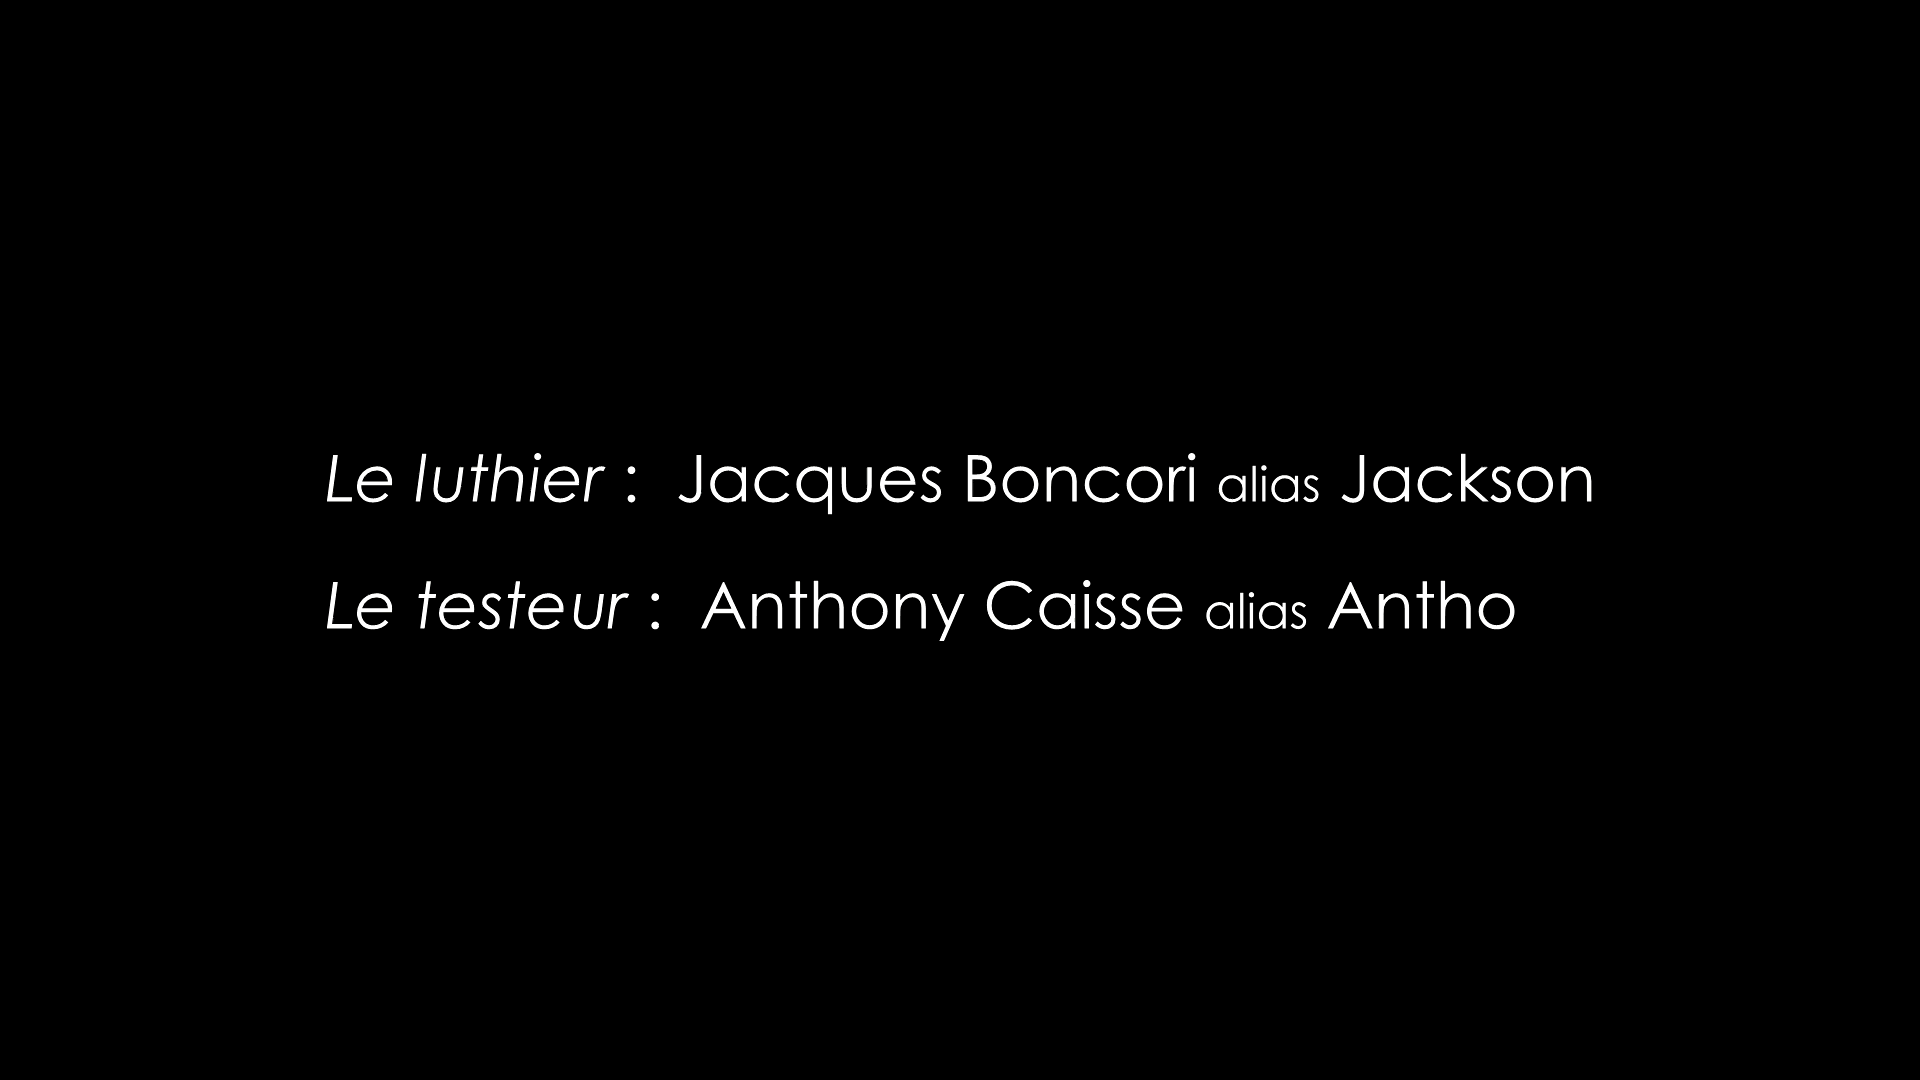 Le luthier : Jacques Boncori alias Jackson
Le testeur : Anthony Caisse alias Antho